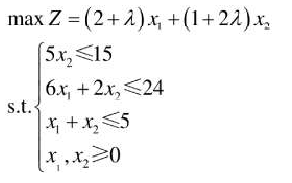 max Z = (2+λ)x₁ + (1+2λ)x₂
s.t. { 5x₂ ≤ 15
6x₁ + 2x₂ ≤ 24
x₁ + x₂ ≤ 5
x₁, x₂ ≥ 0